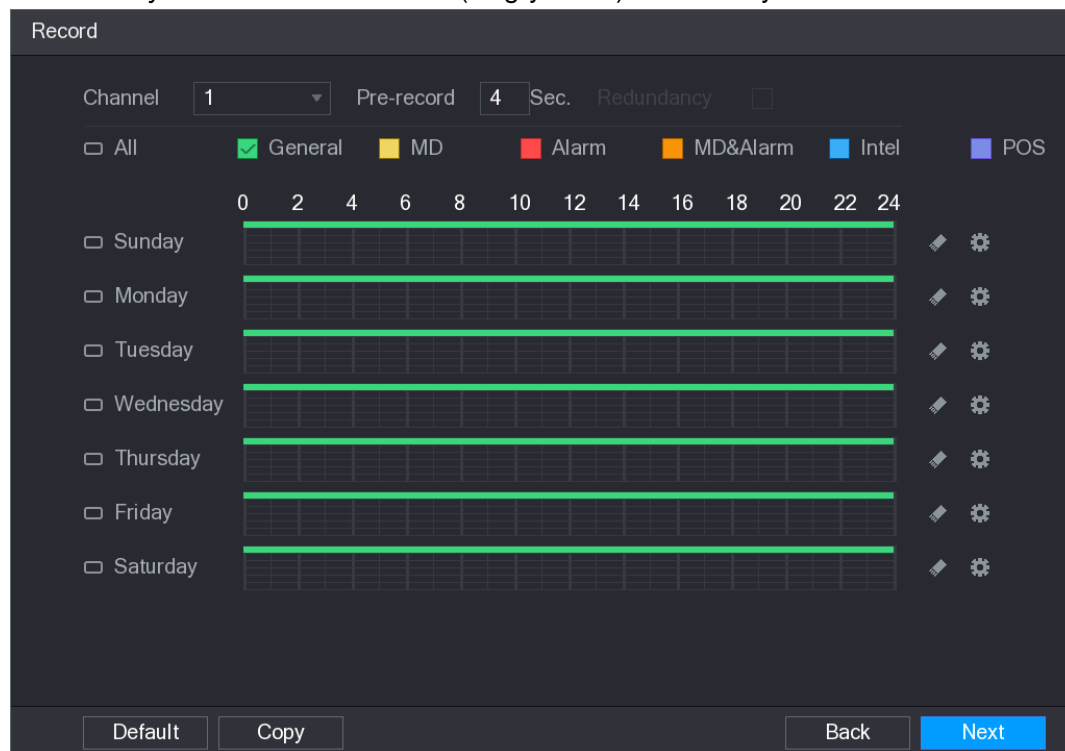 Record
Channel 1 Pre-record 4 Sec. Redundancy
All General MD Alarm MD&Alarm Intel POS
0 2 4 6 8 10 12 14 16 18 20 22 24
Sunday
Monday
Tuesday
Wednesday
Thursday
Friday
Saturday
Default Copy Back Next